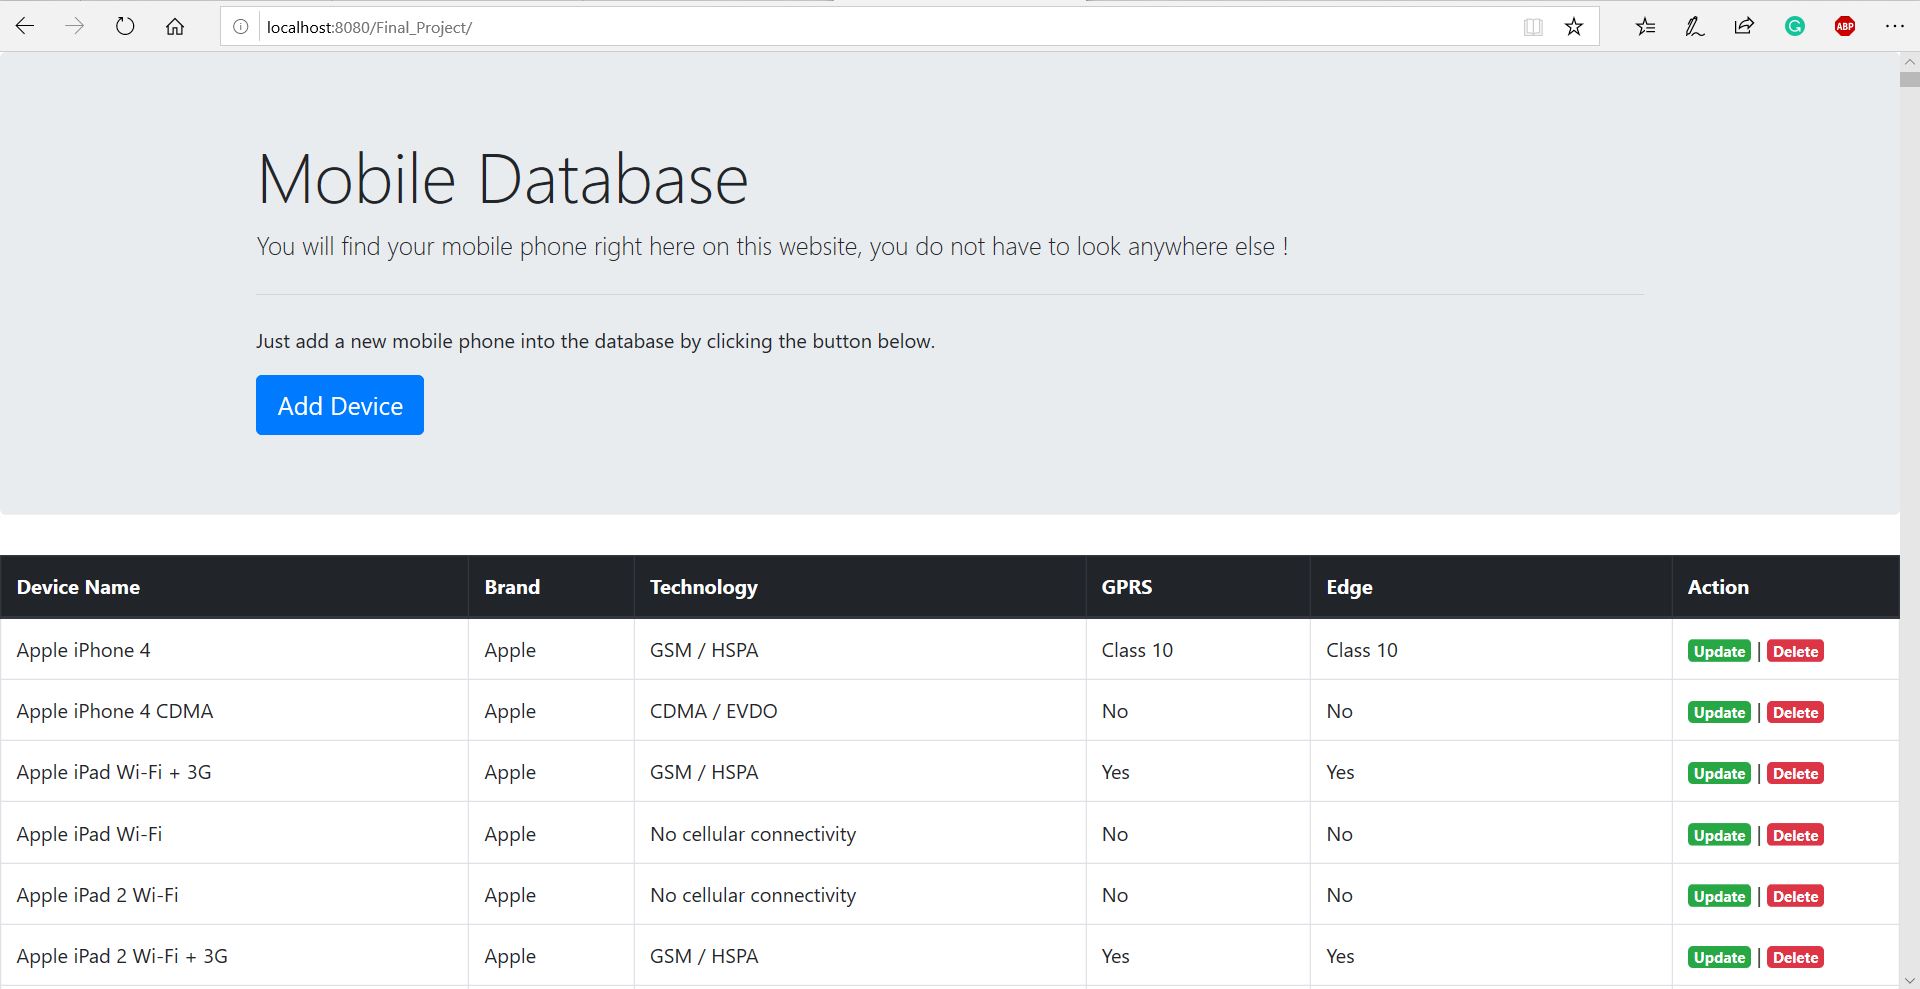 localhost:8080/Final_Project/
ABP
Mobile Database
You will find your mobile phone right here on this website, you do not have to look anywhere else !
Just add a new mobile phone into the database by clicking the button below.
Add Device
Device Name Brand Technology GPRS Edge Action
Apple iPhone 4 Apple GSM / HSPA Class 10 Class 10 Update | Delete
Apple iPhone 4 CDMA Apple CDMA / EVDO No No Update | Delete
Apple iPad Wi-Fi + 3G Apple GSM / HSPA Yes Yes Update | Delete
Apple iPad Wi-Fi Apple No cellular connectivity No No Update | Delete
Apple iPad 2 Wi-Fi Apple No cellular connectivity No No Update | Delete
Apple iPad 2 Wi-Fi + 3G Apple GSM / HSPA Yes Yes Update | Delete